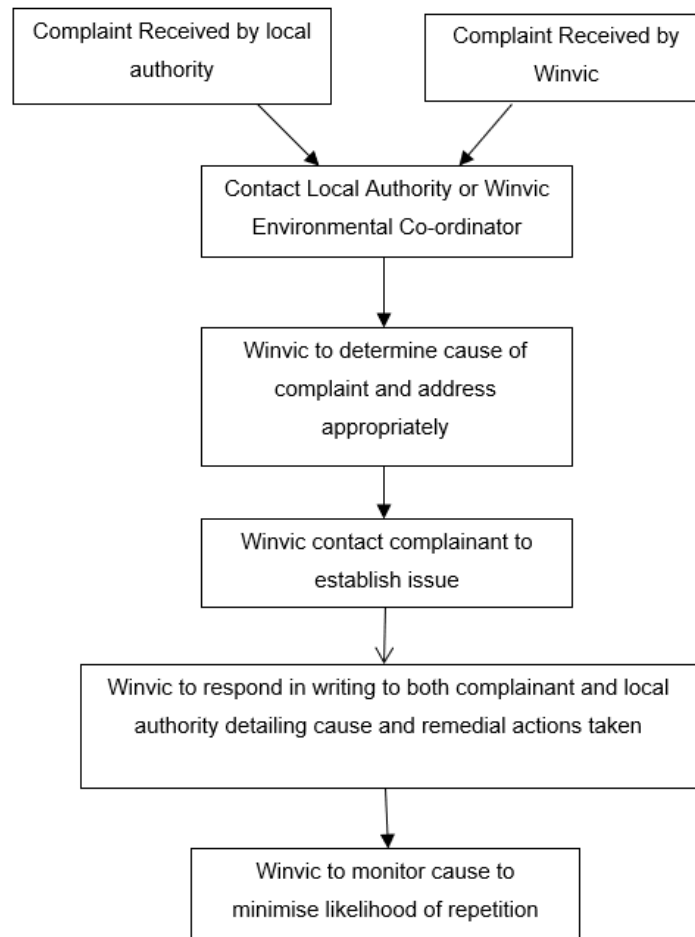 Complaint Received by local
authority
Complaint Received by
Winvic
Contact Local Authority or Winvic
Environmental Co-ordinator
Winvic to determine cause of
complaint and address
appropriately
Winvic contact complainant to
establish issue
Winvic to respond in writing to both complainant and local
authority detailing cause and remedial actions taken
Winvic to monitor cause to
minimise likelihood of repetition